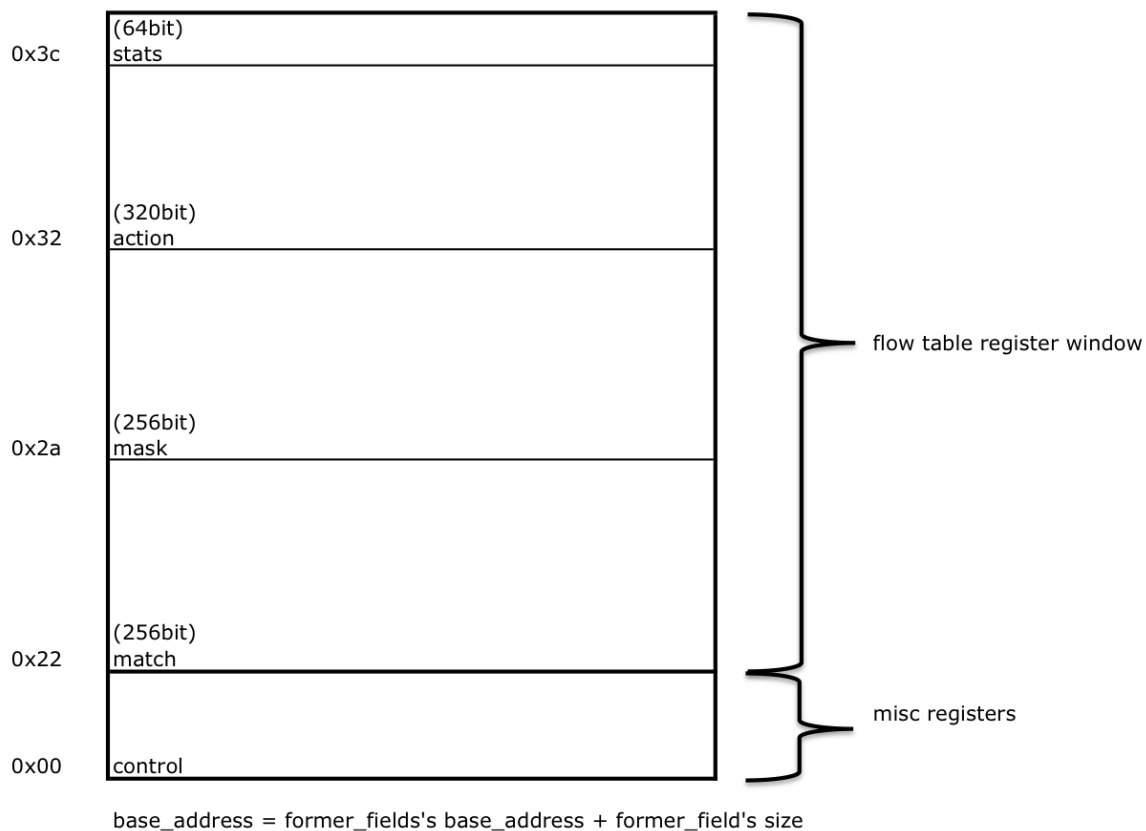 (64bit)
0x3c stats
(320bit)
0x32 action
flow table register window
(256bit)
0x2a mask
(256bit)
0x22 match
misc registers
0x00 control
base_address = former_fields's base_address + former_field's size